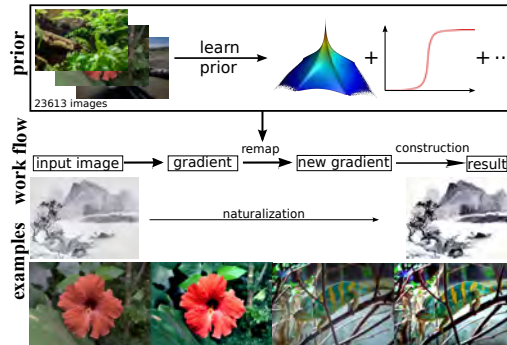 prior
learn
prior
+
+ ...
23613 images
work flow
remap
construction
input image
gradient
new gradient
result
naturalization
examples